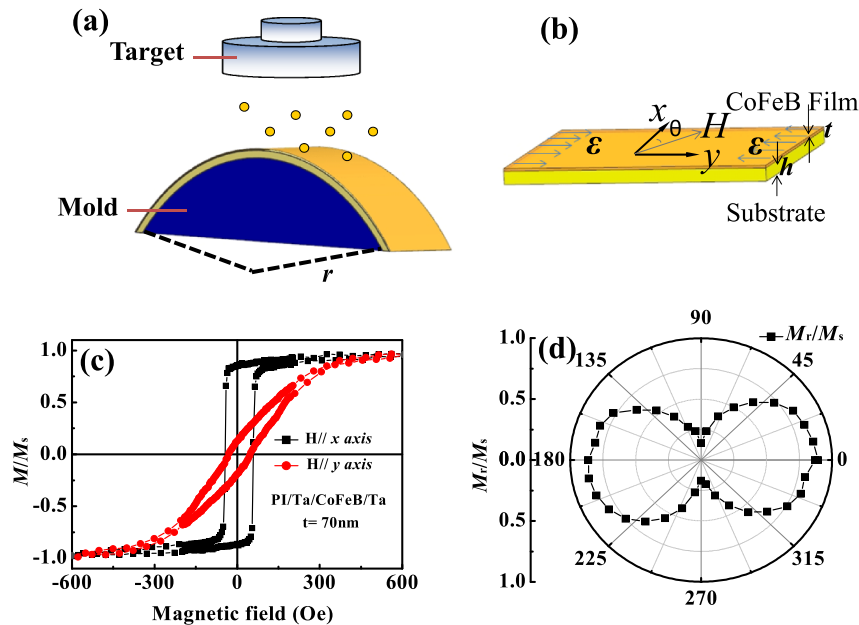 (a)
Target
Mold
r
(b)
CoFeB Film
x
θ
H
t
ε
ε
y
h
Substrate
(c)
M/Ms
1.0
0.5
0.0
-0.5
-1.0
H// x axis
H// y axis
PI/Ta/CoFeB/Ta
t= 70nm
-600
-300
0
300
600
Magnetic field (Oe)
(d)
Mr/Ms
Mr/Ms
1.0
0.5
0.0
0.5
1.0
90
135
45
180
0
225
315
270